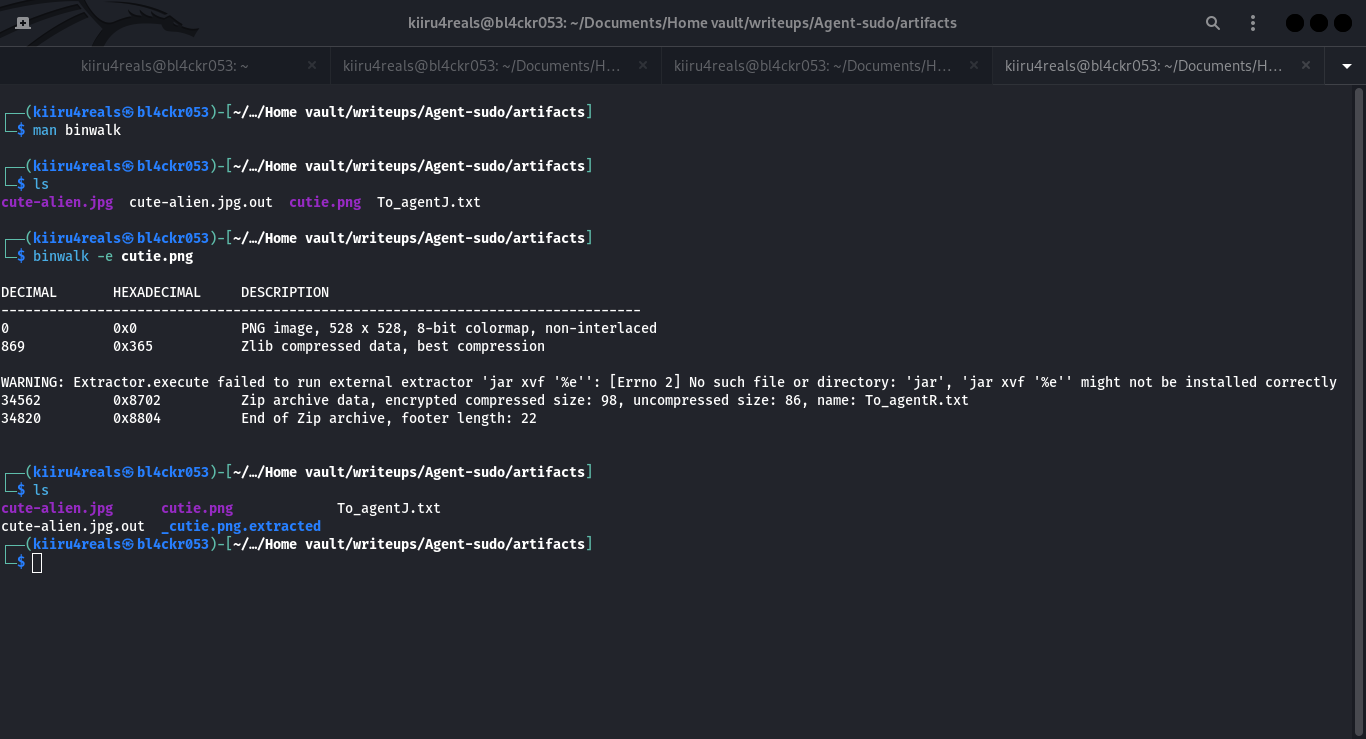 kiiru4reals@bl4ckr053: ~/Documents/Home vault/writeups/Agent-sudo/artifacts
kiiru4reals@bl4ckr053: ~ × kiiru4reals@bl4ckr053: ~/Documents/H... × kiiru4reals@bl4ckr053: ~/Documents/H... × kiiru4reals@bl4ckr053: ~/Documents/H... ×
┌──(kiiru4reals㉿bl4ckr053)-[~/…/Home vault/writeups/Agent-sudo/artifacts]
└─$ man binwalk
┌──(kiiru4reals㉿bl4ckr053)-[~/…/Home vault/writeups/Agent-sudo/artifacts]
└─$ ls
cute-alien.jpg  cute-alien.jpg.out  cutie.png  To_agentJ.txt
┌──(kiiru4reals㉿bl4ckr053)-[~/…/Home vault/writeups/Agent-sudo/artifacts]
└─$ binwalk -e cutie.png
DECIMAL       HEXADECIMAL     DESCRIPTION
--------------------------------------------------------------------------------
0             0x0             PNG image, 528 x 528, 8-bit colormap, non-interlaced
869           0x365           Zlib compressed data, best compression
WARNING: Extractor.execute failed to run external extractor 'jar xvf '%e'': [Errno 2] No such file or directory: 'jar', 'jar xvf '%e'' might not be installed correctly
34562         0x8702          Zip archive data, encrypted compressed size: 98, uncompressed size: 86, name: To_agentR.txt
34820         0x8804          End of Zip archive, footer length: 22
┌──(kiiru4reals㉿bl4ckr053)-[~/…/Home vault/writeups/Agent-sudo/artifacts]
└─$ ls
cute-alien.jpg      cutie.png             To_agentJ.txt
cute-alien.jpg.out  _cutie.png.extracted
┌──(kiiru4reals㉿bl4ckr053)-[~/…/Home vault/writeups/Agent-sudo/artifacts]
└─$